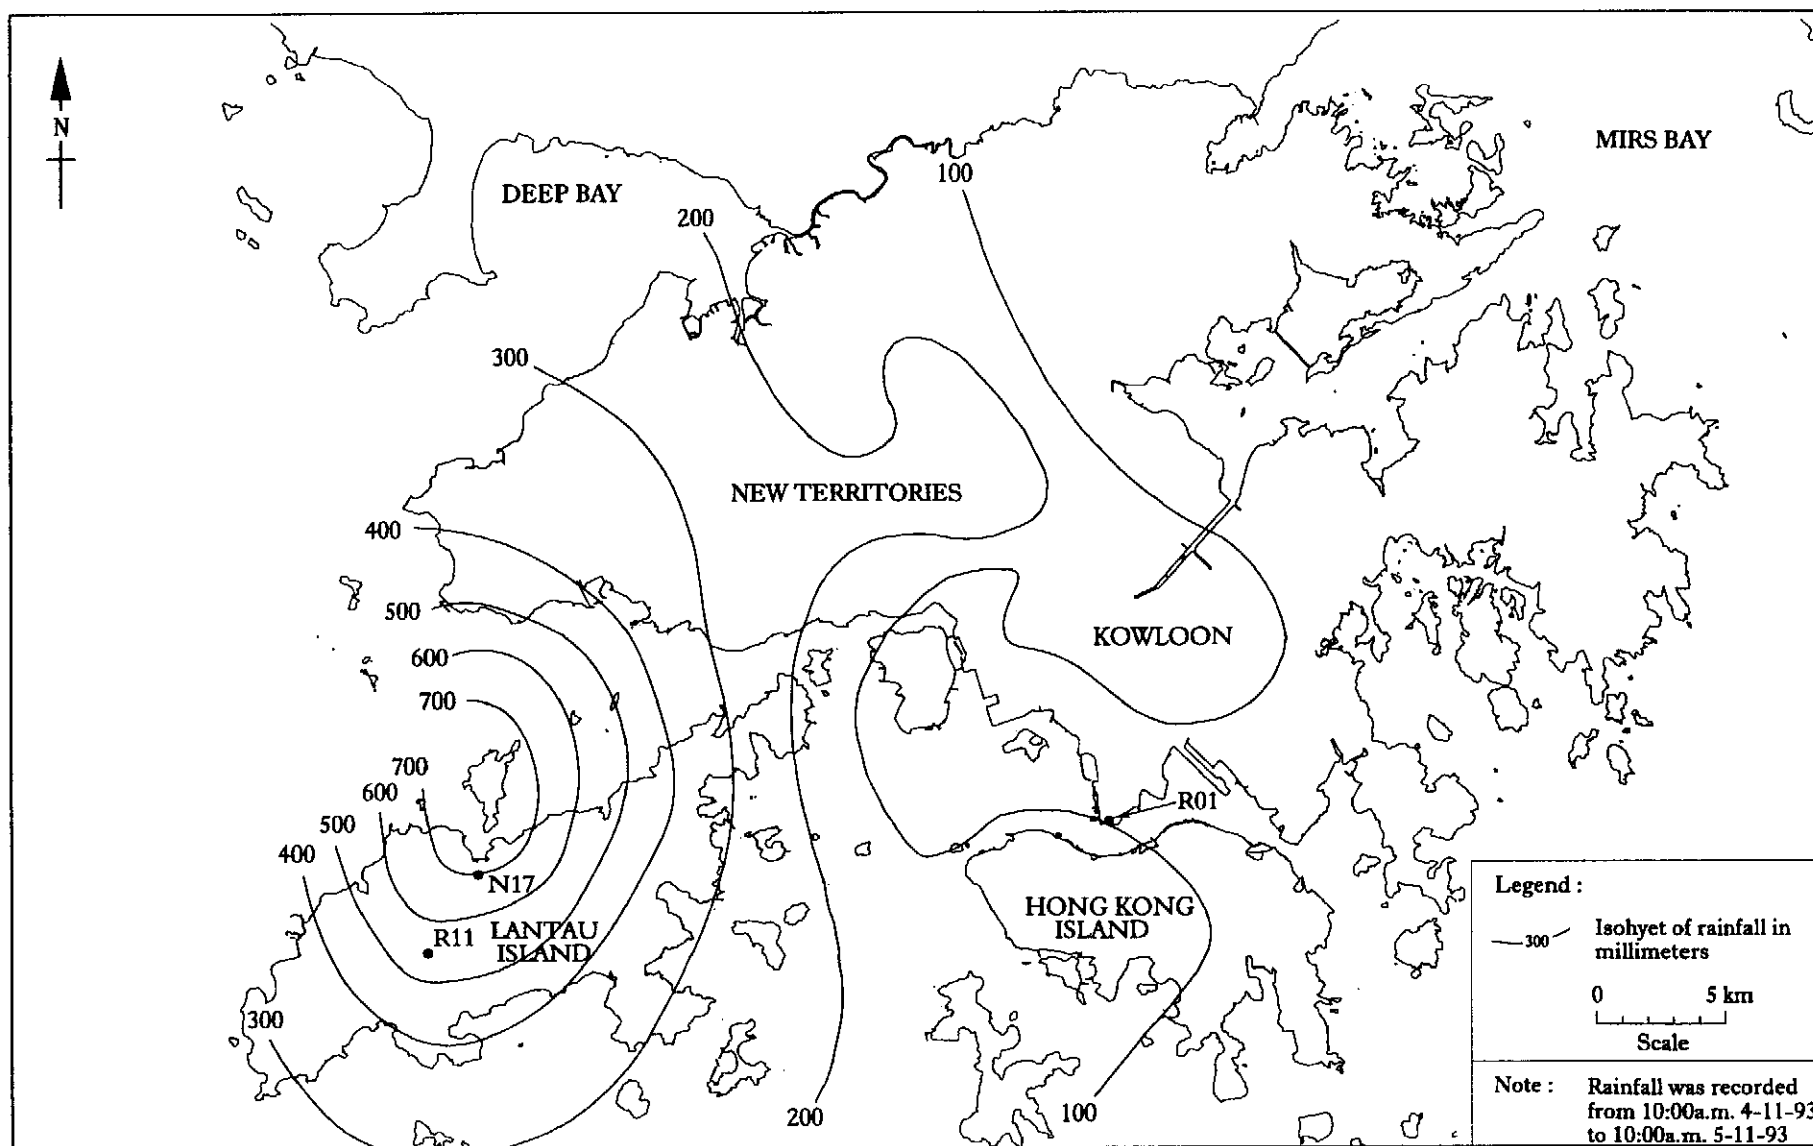 N
MIRS BAY
DEEP BAY
100
200
300
NEW TERRITORIES
400
500
600
700
KOWLOON
700
600
500
400
300
R01
N17
R11
LANTAU
ISLAND
HONG KONG
ISLAND
200
100
Legend :
300
Isohyet of rainfall in
millimeters
0 5 km
Scale
Note : Rainfall was recorded
from 10:00a.m. 4-11-93
to 10:00a.m. 5-11-93